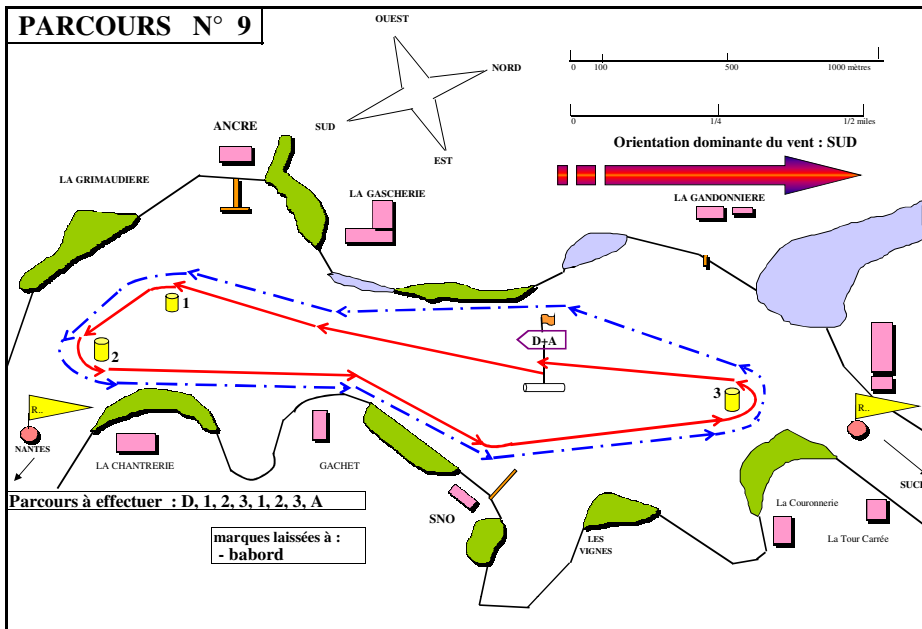 PARCOURS N° 9
OUEST
NORD
SUD
EST
0 100 500 1000 mètres
0 1/4 1/2 miles
Orientation dominante du vent : SUD
ANCRE
LA GRIMAUDIERE
LA GASCHERIE
LA GANDONNIERE
1
2
D+A
3
R..
NANTES
LA CHANTRERIE
GACHET
R..
SUCE
Parcours à effectuer : D, 1, 2, 3, 1, 2, 3, A
SNO
marques laissées à :
- babord
LES
VIGNES
La Couronnerie
La Tour Carrée